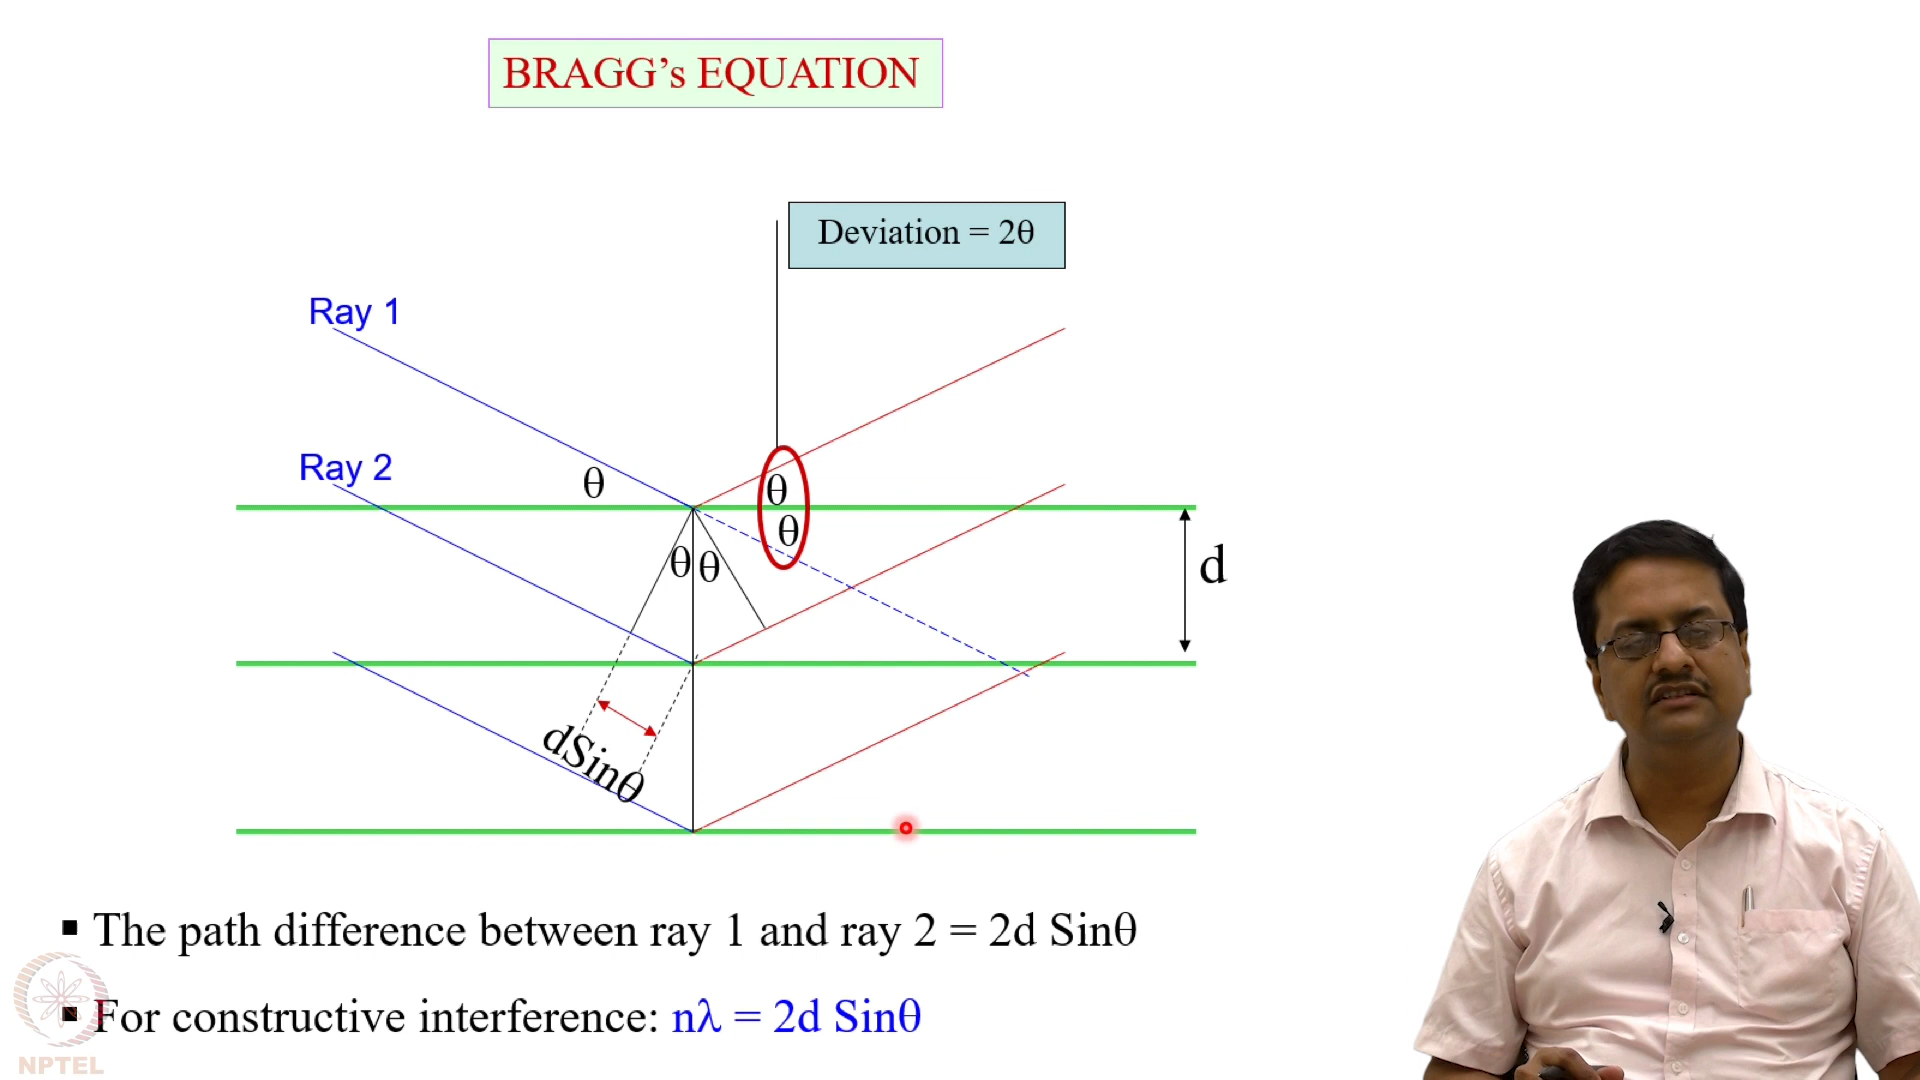 BRAGG's EQUATION
Deviation = 2θ
Ray 1
Ray 2
θ
θ
θ
θ θ
d
dSinθ
▪ The path difference between ray 1 and ray 2 = 2d Sinθ
▪ For constructive interference: nλ = 2d Sinθ
NPTEL